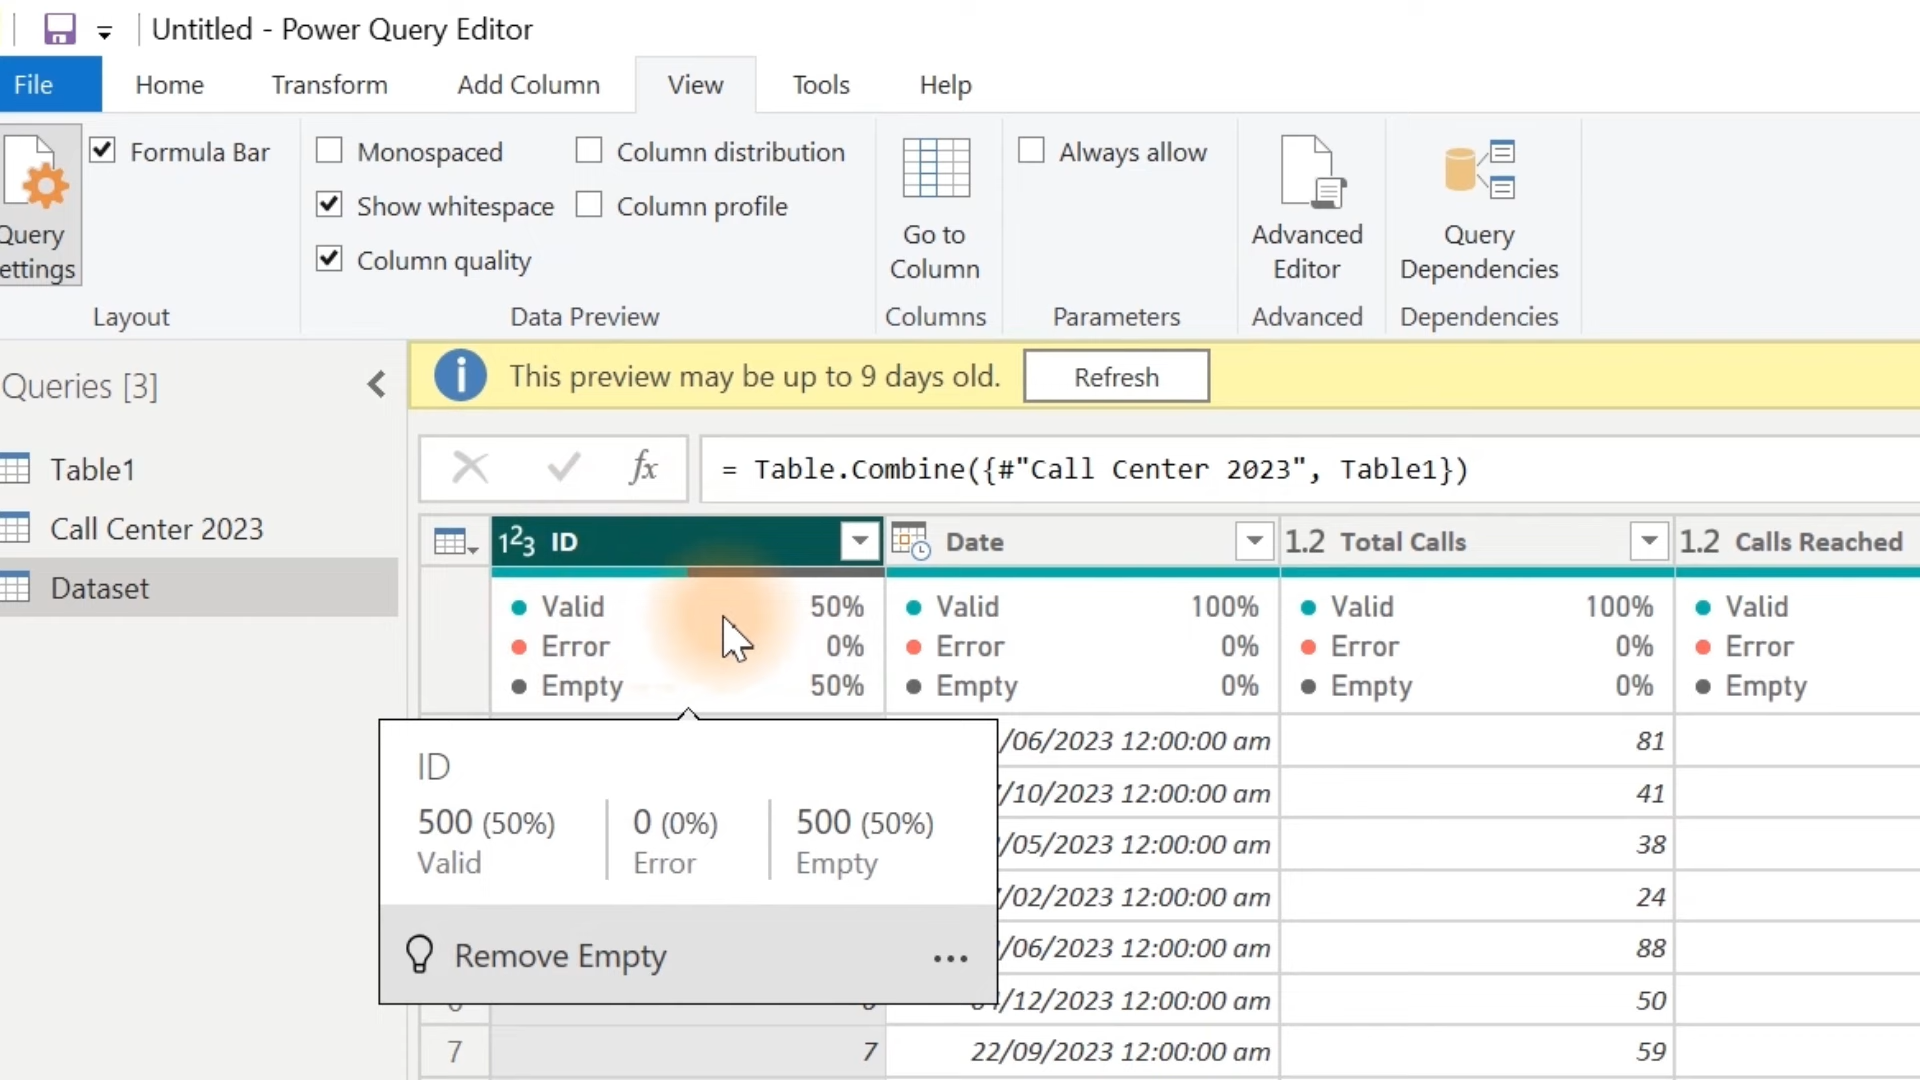 Untitled - Power Query Editor
File Home Transform Add Column View Tools Help
Formula Bar
Monospaced
Column distribution
Show whitespace
Column profile
Column quality
Query
ettings
Go to
Column
Always allow
Advanced
Editor
Query
Dependencies
Layout Data Preview Columns Parameters Advanced Dependencies
Queries [3]
Table1
Call Center 2023
Dataset
This preview may be up to 9 days old. Refresh
fx = Table.Combine({#"Call Center 2023", Table1})
123 ID Date 1.2 Total Calls 1.2 Calls Reached
Valid 50% Valid 100% Valid 100% Valid
Error 0% Error 0% Error 0% Error
Empty 50% Empty 0% Empty 0% Empty
ID
500 (50%) 0 (0%) 500 (50%)
Valid Error Empty
Remove Empty ...
/06/2023 12:00:00 am 81
/10/2023 12:00:00 am 41
/05/2023 12:00:00 am 38
/02/2023 12:00:00 am 24
/06/2023 12:00:00 am 88
/12/2023 12:00:00 am 50
7 7 22/09/2023 12:00:00 am 59